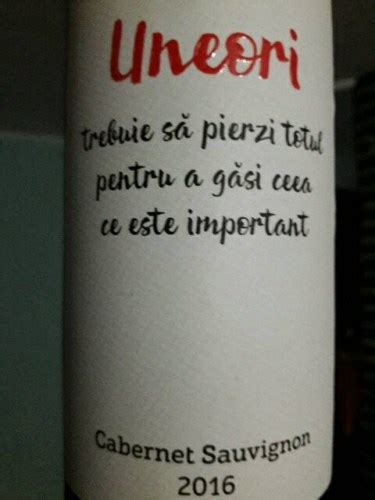 Uneori
trebuie să pierzi totul
pentru a găsi ceea
ce este important
Cabernet Sauvignon
2016